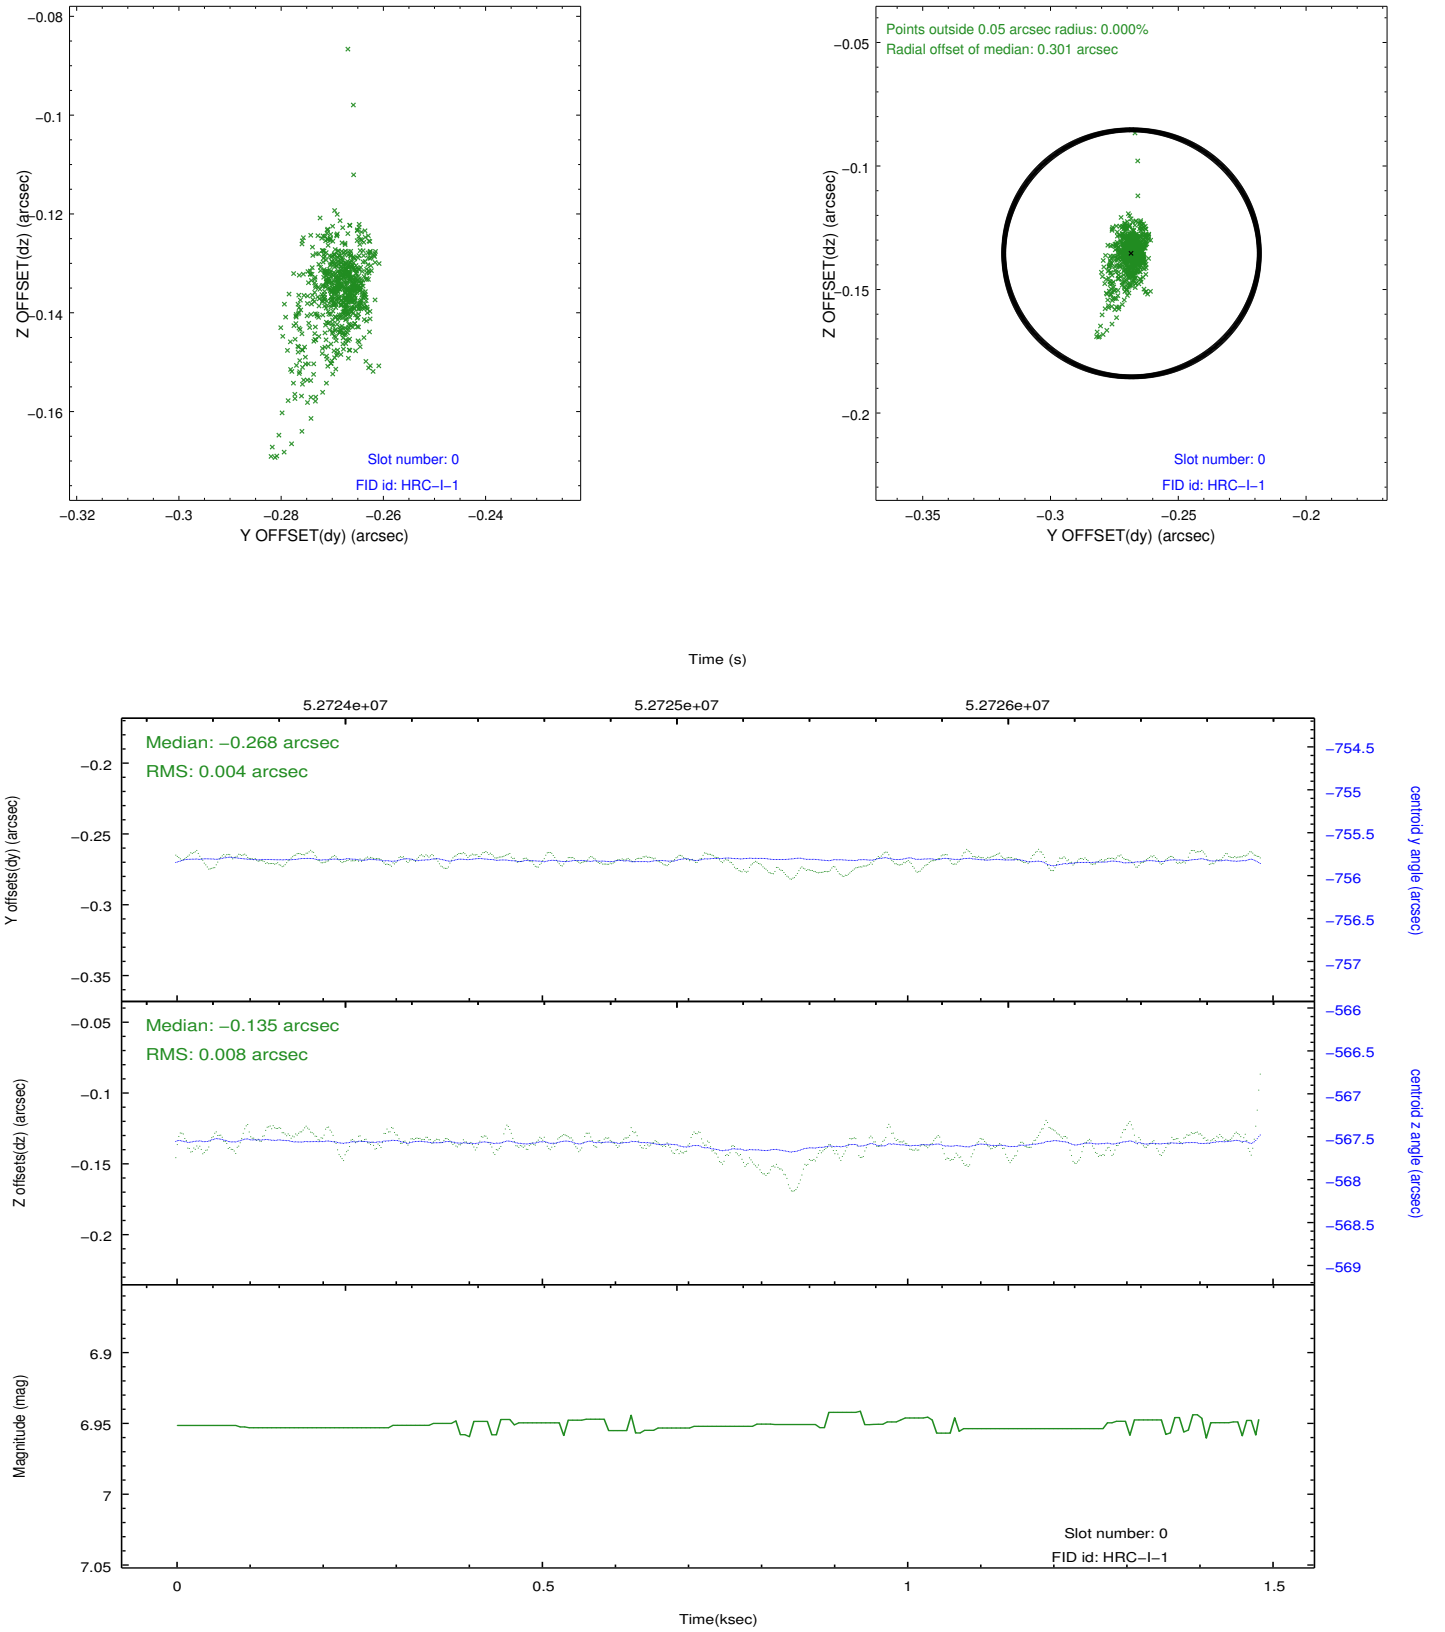 −0.08
−0.1
−0.12
−0.14
−0.16
Z OFFSET(dz) (arcsec)
Slot number: 0
FID id: HRC−I−1
−0.32
−0.3
−0.28
−0.26
−0.24
Y OFFSET(dy) (arcsec)
Points outside 0.05 arcsec radius: 0.000%
Radial offset of median: 0.301 arcsec
−0.05
−0.1
−0.15
−0.2
Z OFFSET(dz) (arcsec)
Slot number: 0
FID id: HRC−I−1
−0.35
−0.3
−0.25
−0.2
Y OFFSET(dy) (arcsec)
Time (s)
5.2724e+07
5.2725e+07
5.2726e+07
Median: −0.268 arcsec
RMS: 0.004 arcsec
−0.2
−0.25
−0.3
−0.35
Y offsets(dy) (arcsec)
−754.5
−755
−755.5
−756
−756.5
−757
centroid y angle (arcsec)
Median: −0.135 arcsec
RMS: 0.008 arcsec
−0.05
−0.1
−0.15
−0.2
Z offsets(dz) (arcsec)
−566
−566.5
−567
−567.5
−568
−568.5
−569
centroid z angle (arcsec)
6.9
6.95
7
7.05
Magnitude (mag)
Slot number: 0
FID id: HRC−I−1
0
0.5
1
1.5
Time(ksec)